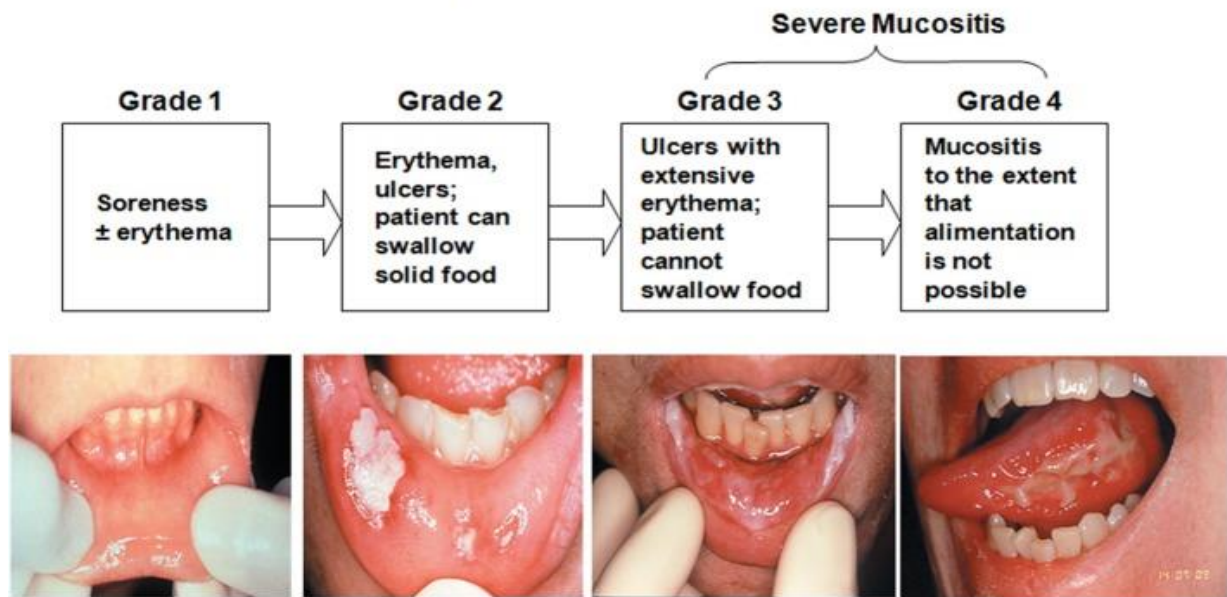 Severe Mucositis
Grade 1
Grade 2
Grade 3
Grade 4
Soreness
± erythema
Erythema,
ulcers;
patient can
swallow
solid food
Ulcers with
extensive
erythema;
patient
cannot
swallow food
Mucositis
to the extent
that
alimentation
is not
possible